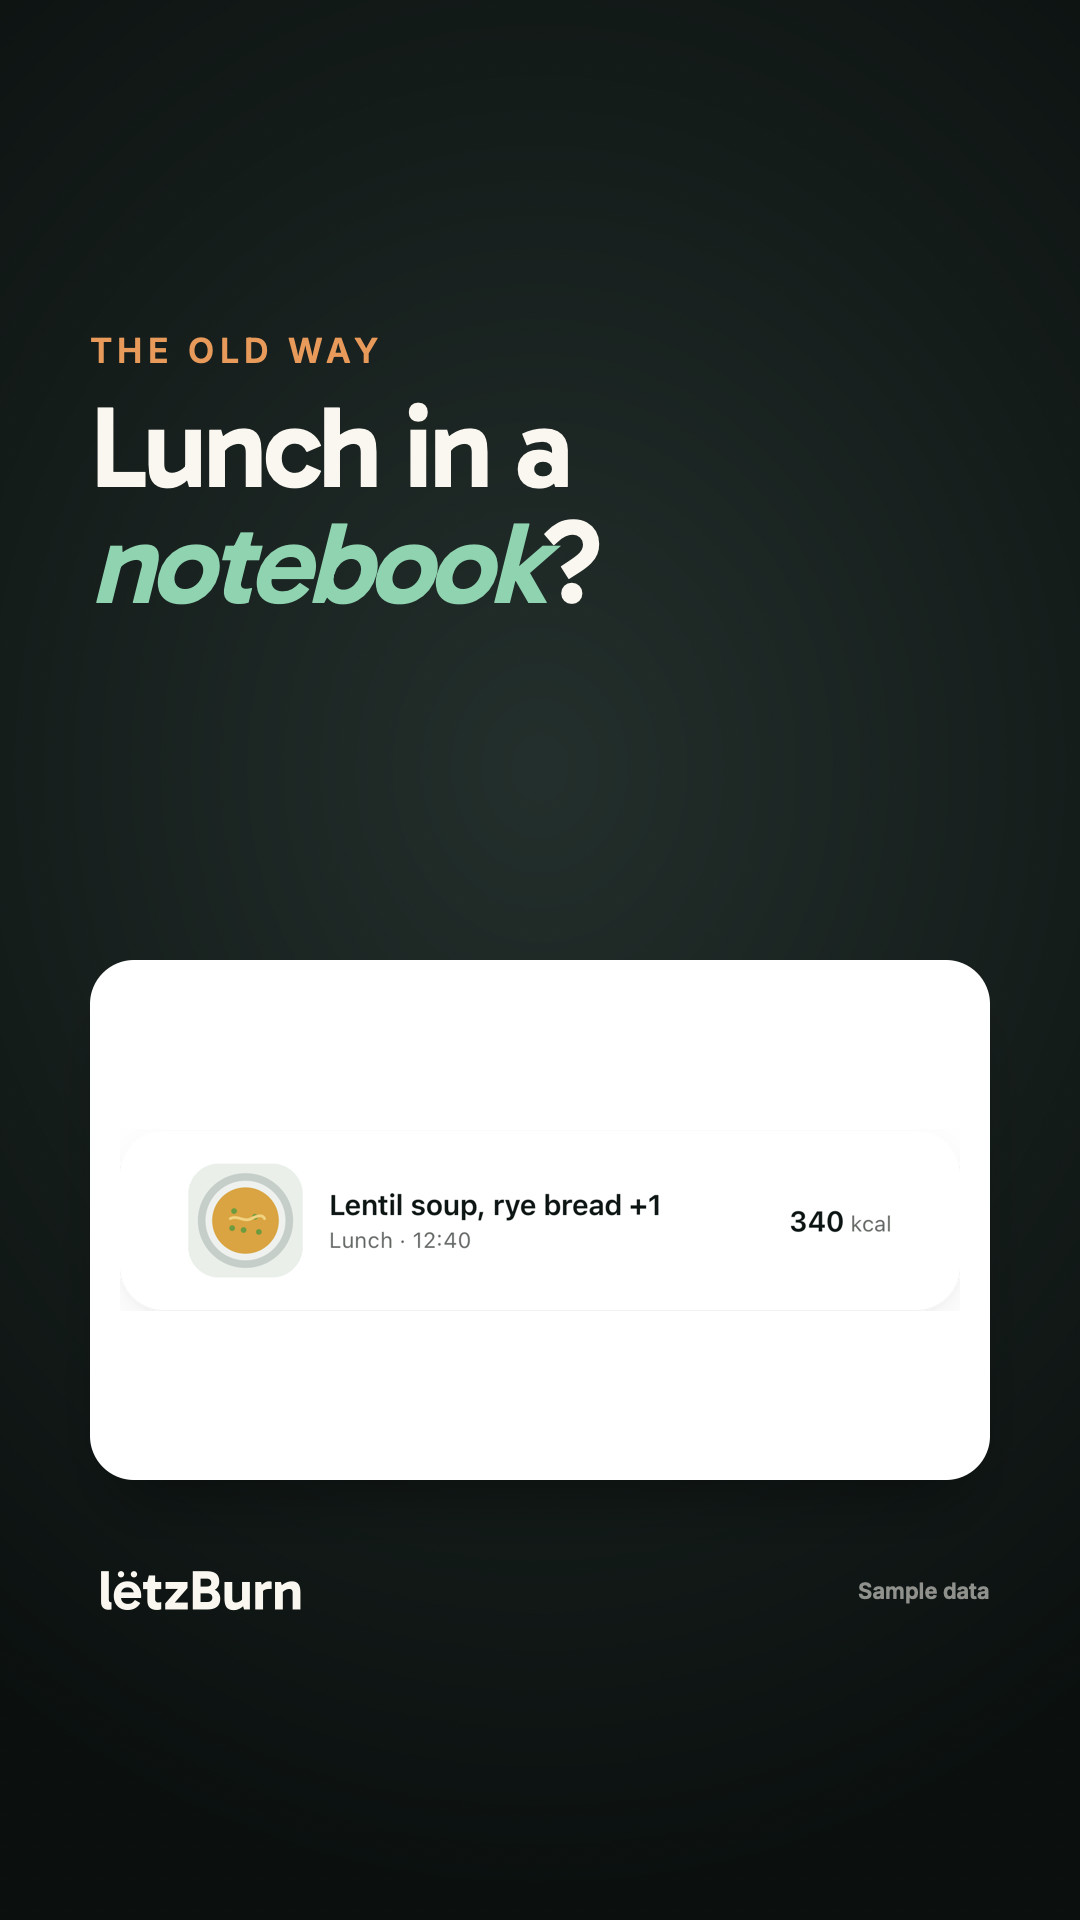 THE OLD WAY
Lunch in a
notebook?
Lentil soup, rye bread +1
Lunch · 12:40
340 kcal
lëtzBurn
Sample data